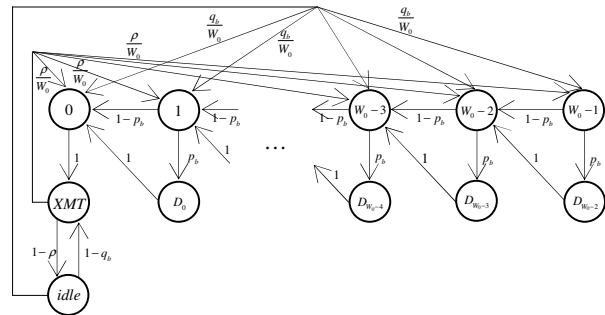 q_b/W_0 q_b/W_0 q_b/W_0
ρ/W_0 ρ/W_0 ρ/W_0
0 1 W_0−3 W_0−2 W_0−1
1−p_b 1−p_b 1−p_b 1−p_b 1−p_b
...
1 1 p_b 1 1 p_b 1 p_b 1 p_b
XMT D_0 D_{W_0−4} D_{W_0−3} D_{W_0−2}
1−ρ 1−q_b
idle